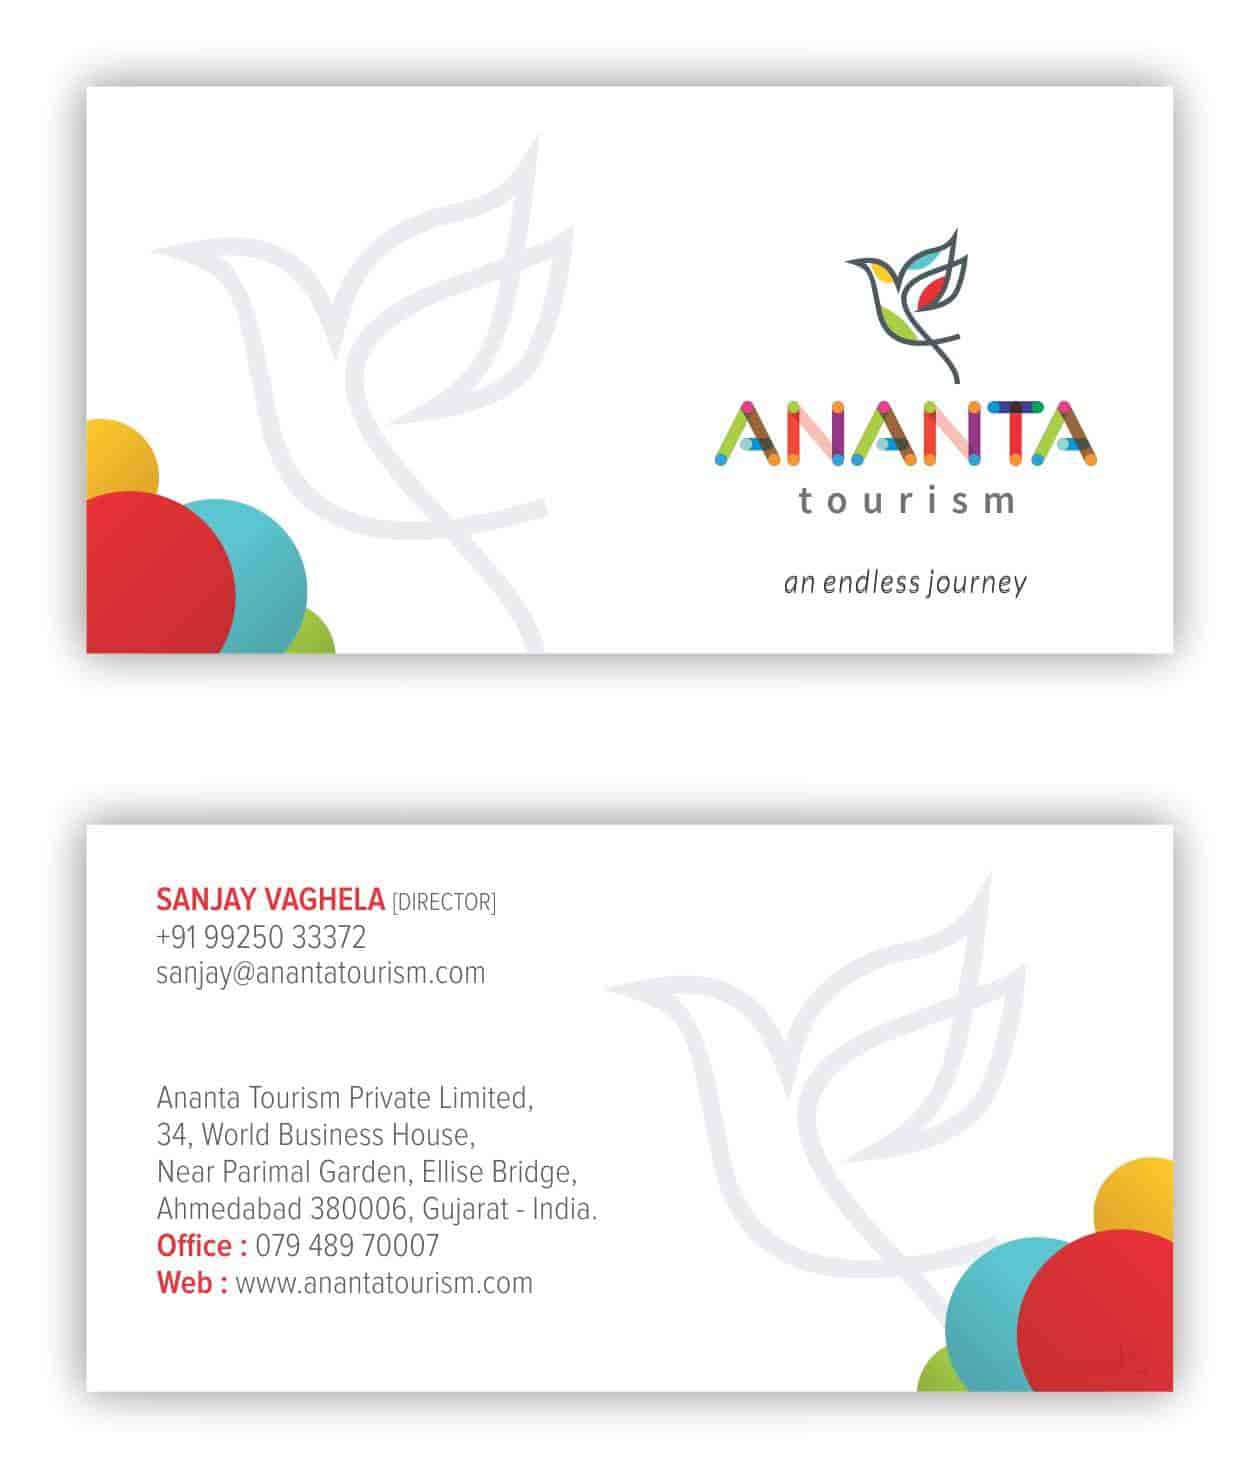 ANANTA
tourism
an endless journey
SANJAY VAGHELA [DIRECTOR]
+91 99250 33372
sanjay@anantatourism.com
Ananta Tourism Private Limited,
34, World Business House,
Near Parimal Garden, Ellise Bridge,
Ahmedabad 380006, Gujarat - India.
Office : 079 489 70007
Web : www.anantatourism.com